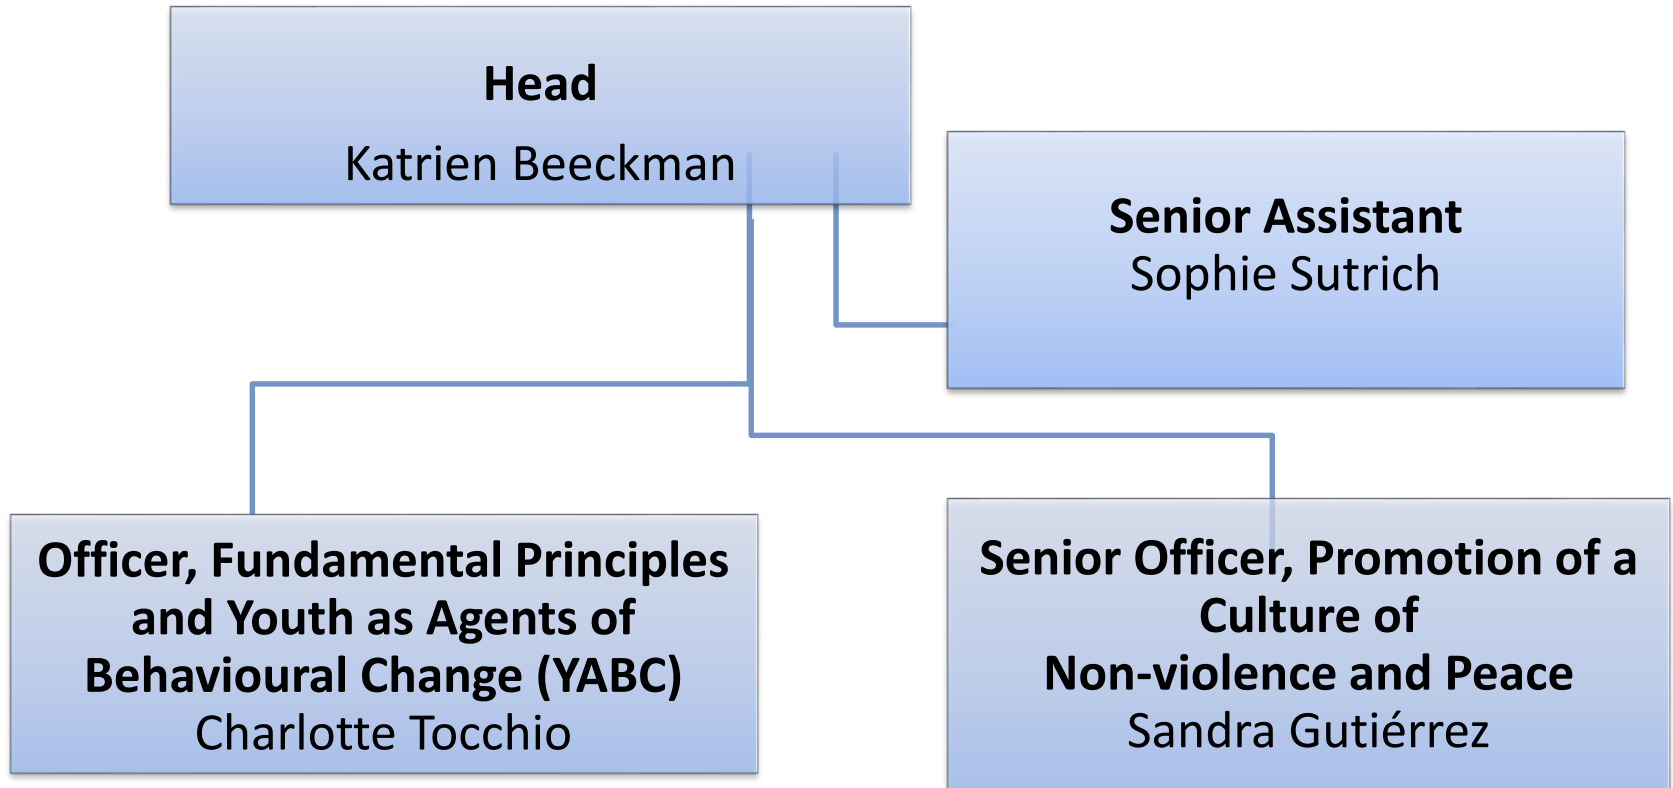 Head
Katrien Beeckman
Senior Assistant
Sophie Sutrich
Officer, Fundamental Principles
and Youth as Agents of
Behavioural Change (YABC)
Charlotte Tocchio
Senior Officer, Promotion of a
Culture of
Non-violence and Peace
Sandra Gutiérrez